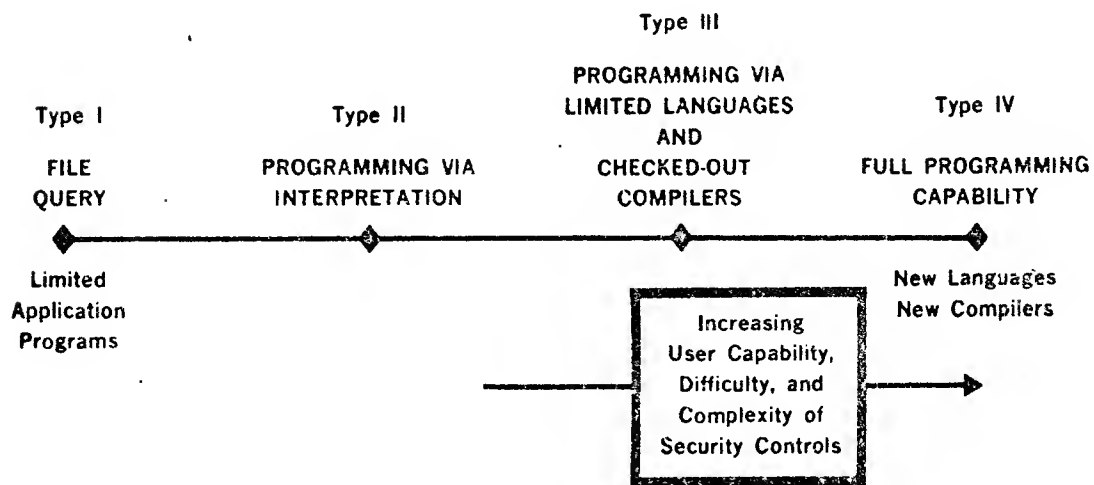 Type I
FILE
QUERY
Limited
Application
Programs
Type II
PROGRAMMING VIA
INTERPRETATION
Type III
PROGRAMMING VIA
LIMITED LANGUAGES
AND
CHECKED-OUT
COMPILERS
Type IV
FULL PROGRAMMING
CAPABILITY
New Languages
New Compilers
Increasing
User Capability,
Difficulty, and
Complexity of
Security Controls